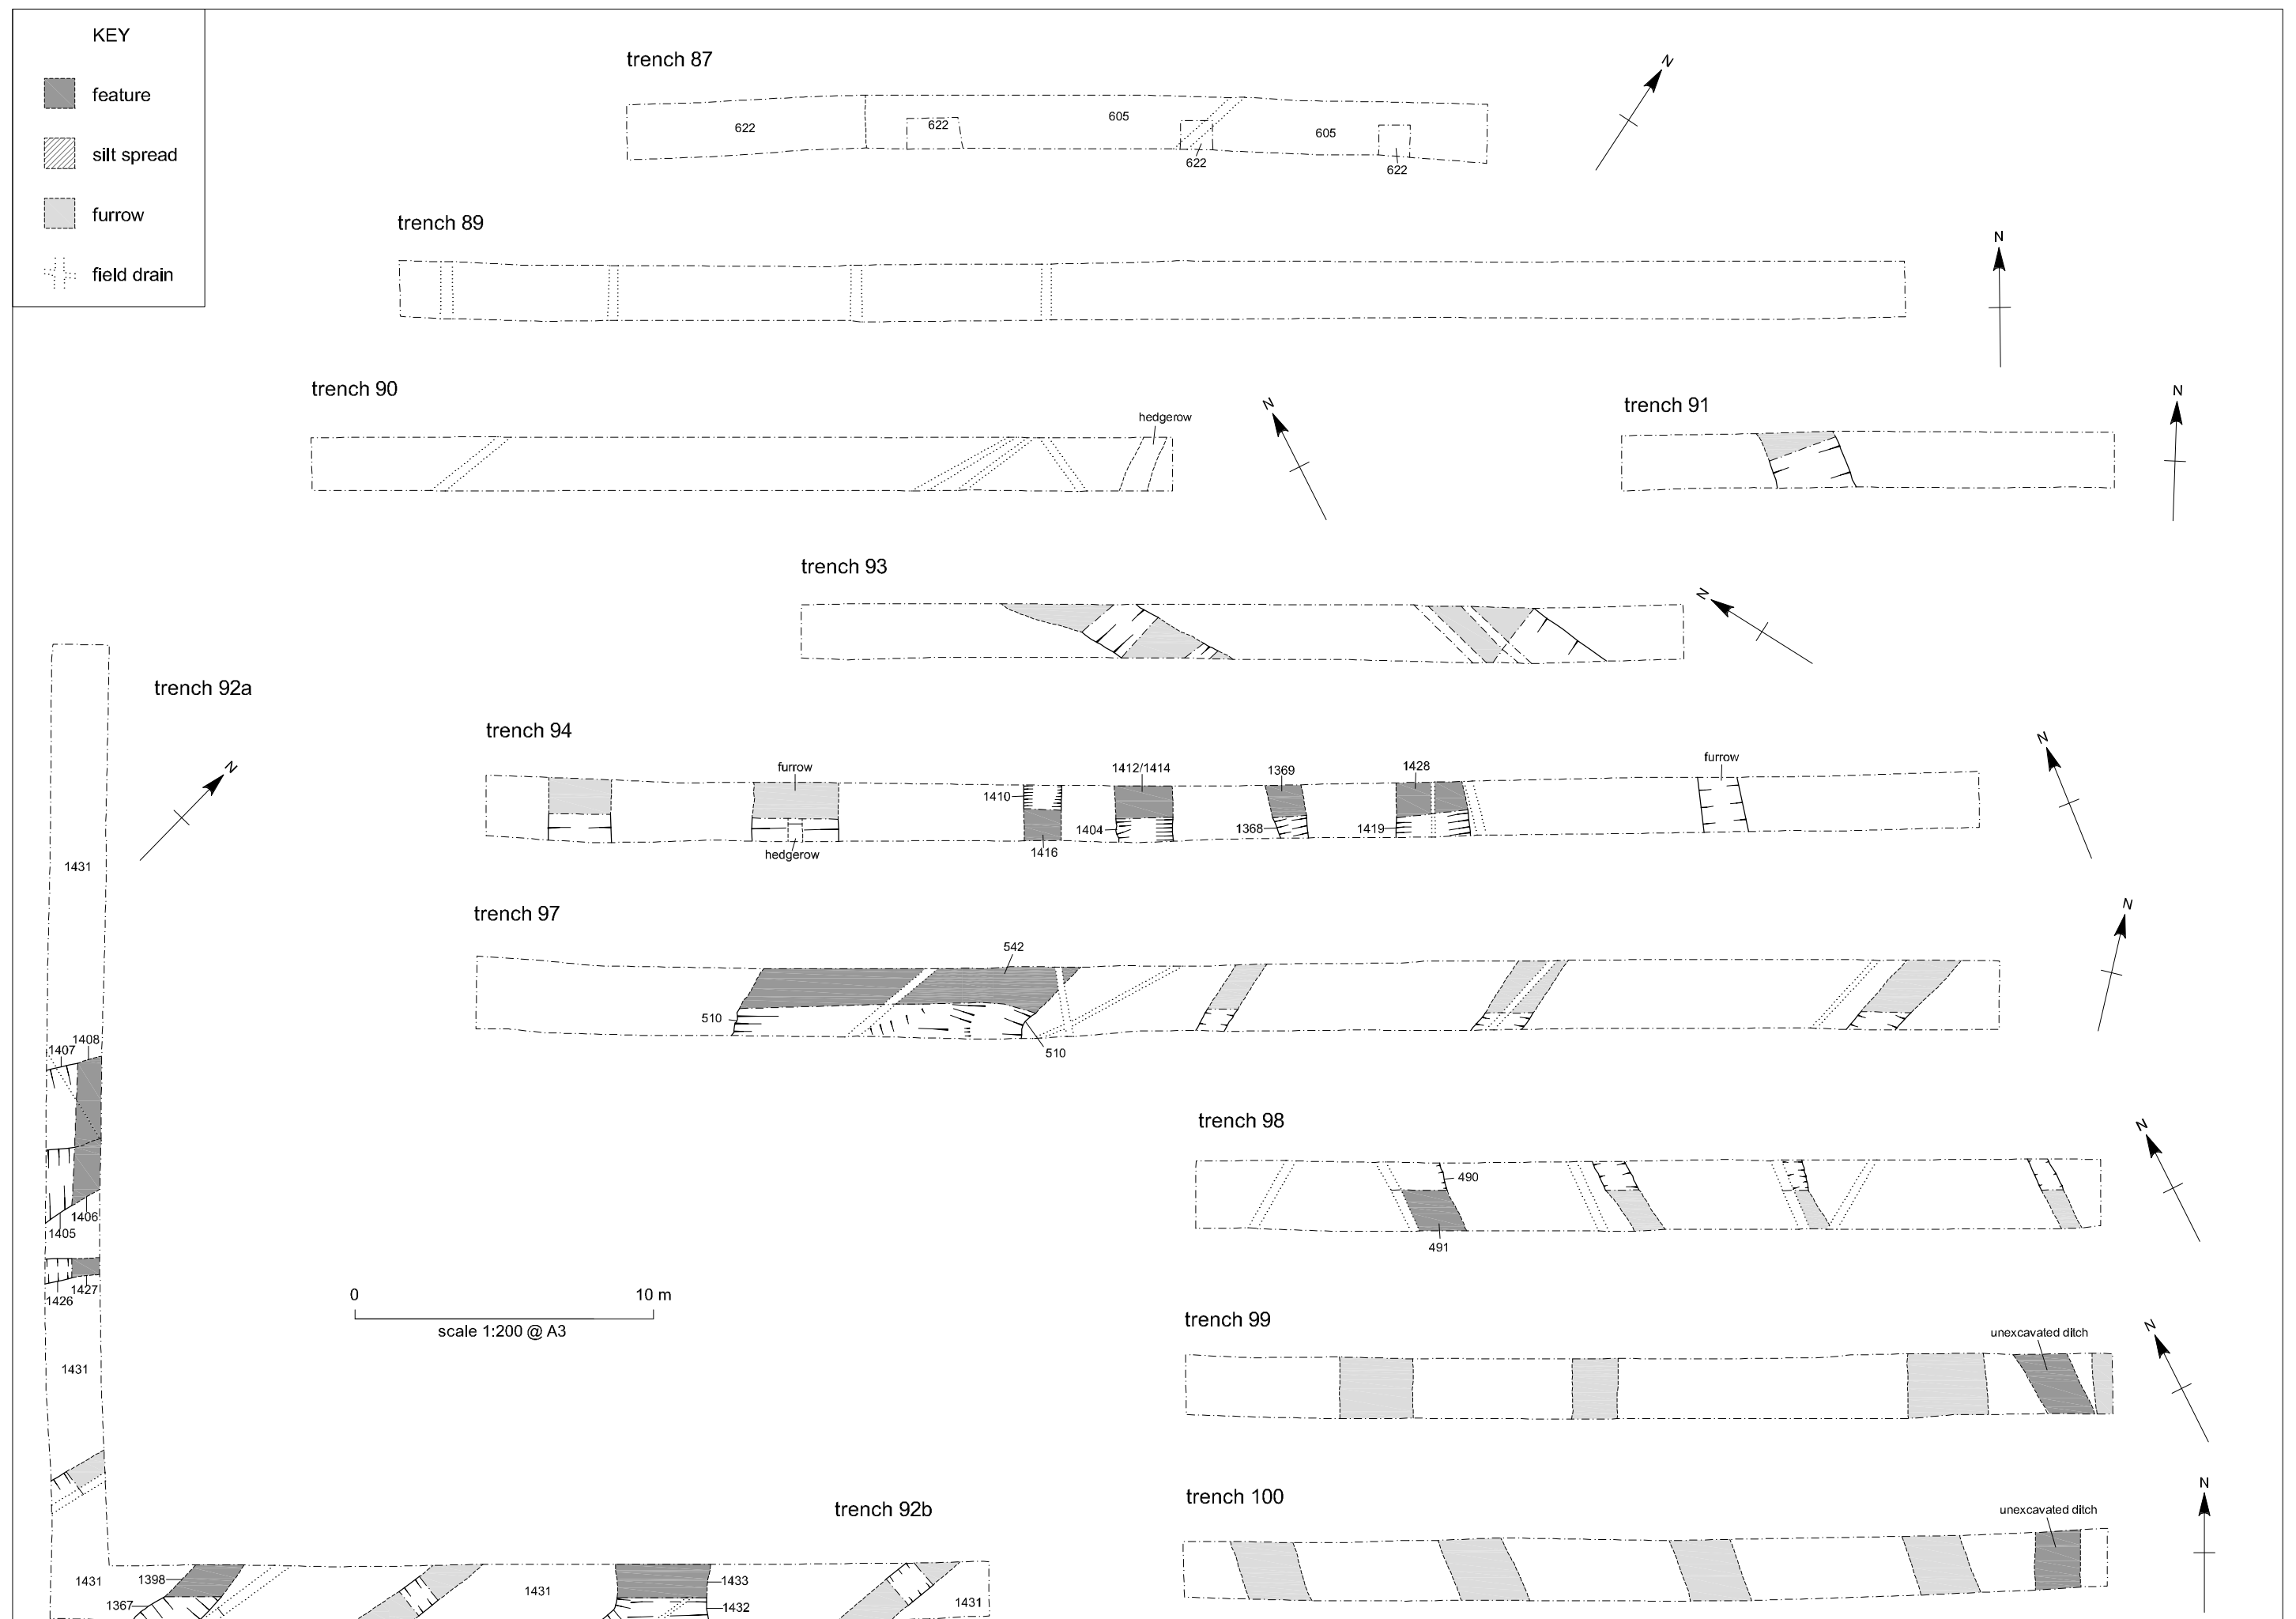 KEY
feature
silt spread
furrow
field drain
trench 87
N
622
622
605
605
622
622
trench 89
N
trench 90
hedgerow
N
trench 91
N
trench 93
N
trench 92a
N
1431
1407
1408
1406
1405
1427
1426
1431
trench 94
furrow
hedgerow
1410
1416
1412/1414
1404
1369
1368
1428
1419
furrow
N
trench 97
542
510
510
N
trench 98
490
491
N
0
10 m
scale 1:200 @ A3
trench 99
unexcavated ditch
N
trench 92b
1431
1398
1367
1431
1433
1432
1431
trench 100
unexcavated ditch
N